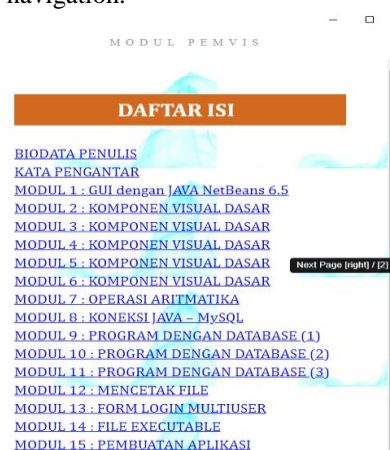 navigation.
MODUL PEMVIS
DAFTAR ISI
BIODATA PENULIS
KATA PENGANTAR
MODUL 1 : GUI dengan JAVA NetBeans 6.5
MODUL 2 : KOMPONEN VISUAL DASAR
MODUL 3 : KOMPONEN VISUAL DASAR
MODUL 4 : KOMPONEN VISUAL DASAR
MODUL 5 : KOMPONEN VISUAL DASAR
Next Page [right] / [2]
MODUL 6 : KOMPONEN VISUAL DASAR
MODUL 7 : OPERASI ARITMATIKA
MODUL 8 : KONEKSI JAVA – MySQL
MODUL 9 : PROGRAM DENGAN DATABASE (1)
MODUL 10 : PROGRAM DENGAN DATABASE (2)
MODUL 11 : PROGRAM DENGAN DATABASE (3)
MODUL 12 : MENCETAK FILE
MODUL 13 : FORM LOGIN MULTIUSER
MODUL 14 : FILE EXECUTABLE
MODUL 15 : PEMBUATAN APLIKASI